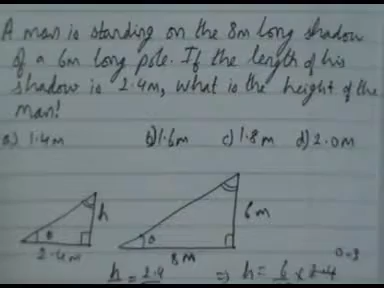 A man is standing on the 8m long shadow
of a 6m long pole. If the length of his
shadow is 2.4m, what is the height of the
man!
a) 1.4m b) 1.6m c) 1.8m d) 2.0m
h
θ
2.4m
6m
θ
8m
h = 2.4 ⇒ h = 6 x 2.4
0.3